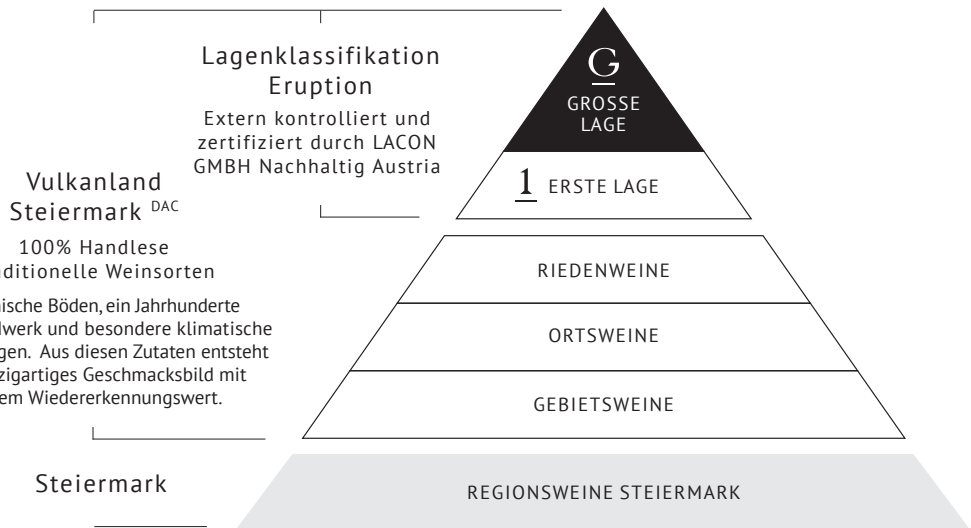 Lagenklassifikation
Eruption
Extern kontrolliert und
zertifiziert durch LACON
GMBH Nachhaltig Austria
G
GROSSE
LAGE
1 ERSTE LAGE
Vulkanland
Steiermark DAC
100% Handlese
Weinsorten
Böden, ein Jahrhunderte
und besondere klimatische
Aus diesen Zutaten entsteht
Geschmacksbild mit
Wiedererkennungswert.
RIEDENWEINE
ORTSWEINE
GEBIETSWEINE
Steiermark
REGIONSWEINE STEIERMARK